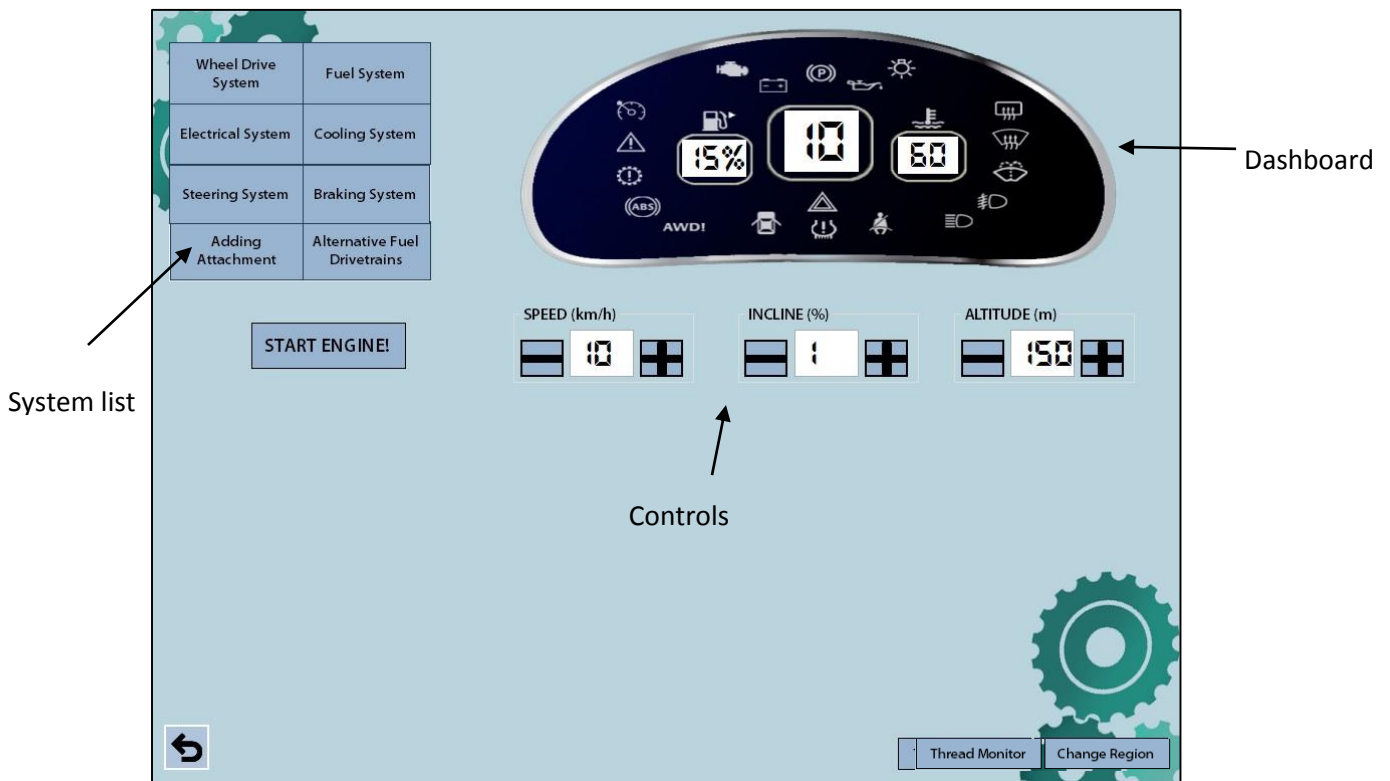 Wheel Drive
System
Fuel System
Electrical System
Cooling System
Steering System
Braking System
Adding
Attachment
Alternative Fuel
Drivetrains
START ENGINE!
(P)
15%
10
60
(ABS)
AWD!
Dashboard
SPEED (km/h)
10
INCLINE (%)
1
ALTITUDE (m)
150
System list
Controls
Thread Monitor
Change Region